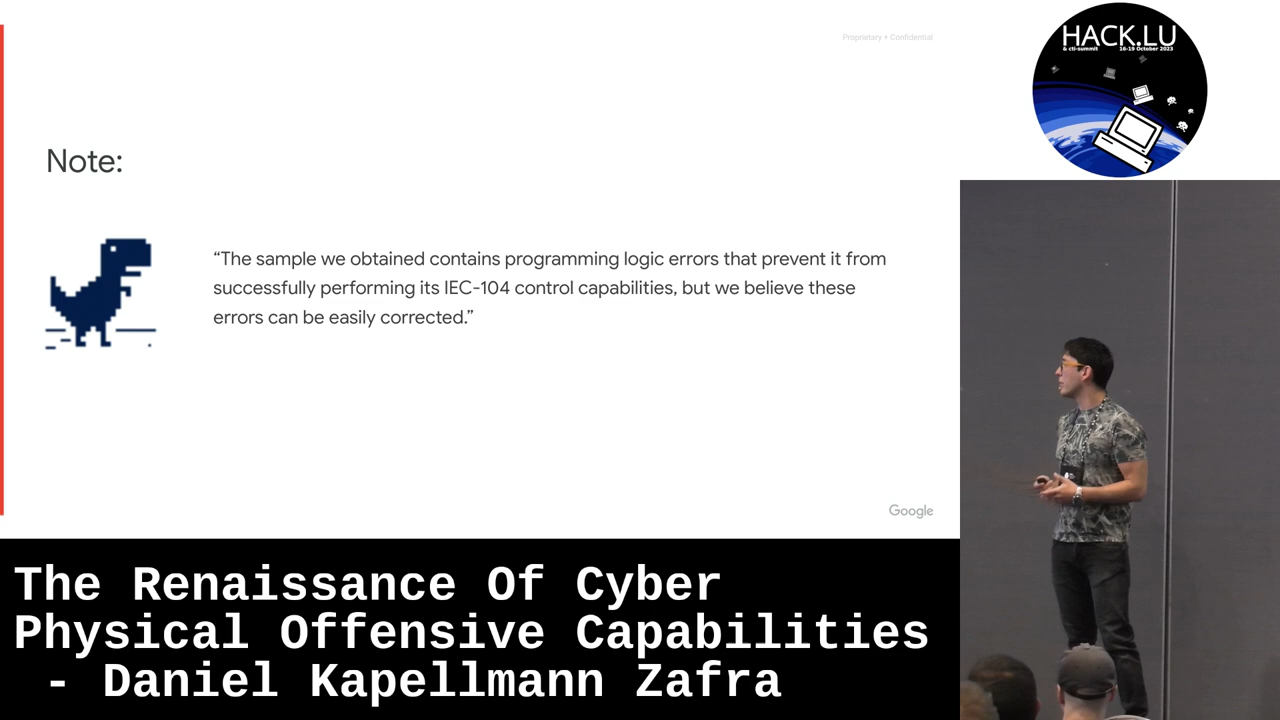 Proprietary + Confidential
HACK.LU
& cti-summit 16-19 October 2023
Note:
“The sample we obtained contains programming logic errors that prevent it from
successfully performing its IEC-104 control capabilities, but we believe these
errors can be easily corrected.”
Google
The Renaissance Of Cyber
Physical Offensive Capabilities
- Daniel Kapellmann Zafra